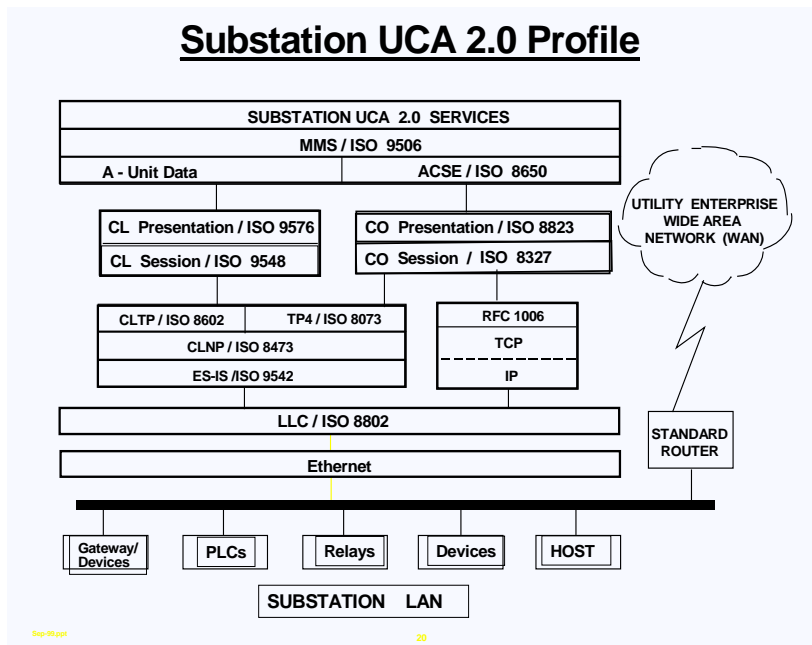 Substation UCA 2.0 Profile
SUBSTATION UCA 2.0 SERVICES
MMS / ISO 9506
A - Unit Data
ACSE / ISO 8650
CL Presentation / ISO 9576
CL Session / ISO 9548
CO Presentation / ISO 8823
CO Session / ISO 8327
UTILITY ENTERPRISE
WIDE AREA
NETWORK (WAN)
CLTP / ISO 8602
TP4 / ISO 8073
CLNP / ISO 8473
ES-IS /ISO 9542
RFC 1006
TCP
IP
LLC / ISO 8802
Ethernet
STANDARD
ROUTER
Gateway/
Devices
PLCs
Relays
Devices
HOST
SUBSTATION LAN
20